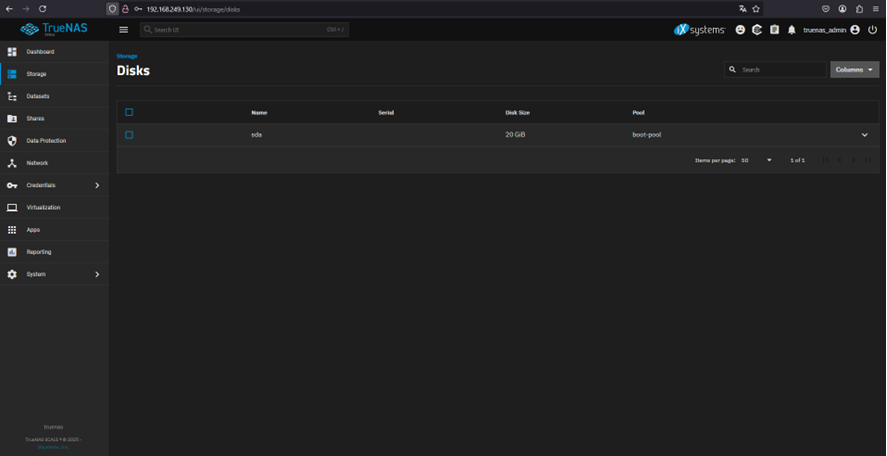 192.168.249.130/ui/storage/disks
TrueNAS
Search UI
Ctrl + /
iXsystems
truenas_admin
Dashboard
Storage
Datasets
Shares
Data Protection
Network
Credentials
Virtualization
Apps
Reporting
System
truenas
TrueNAS SCALE ® © 2025 -
Storage
Disks
Search
Columns
Name Serial Disk Size Pool
sda 20 GiB boot-pool
Items per page: 50 1 of 1